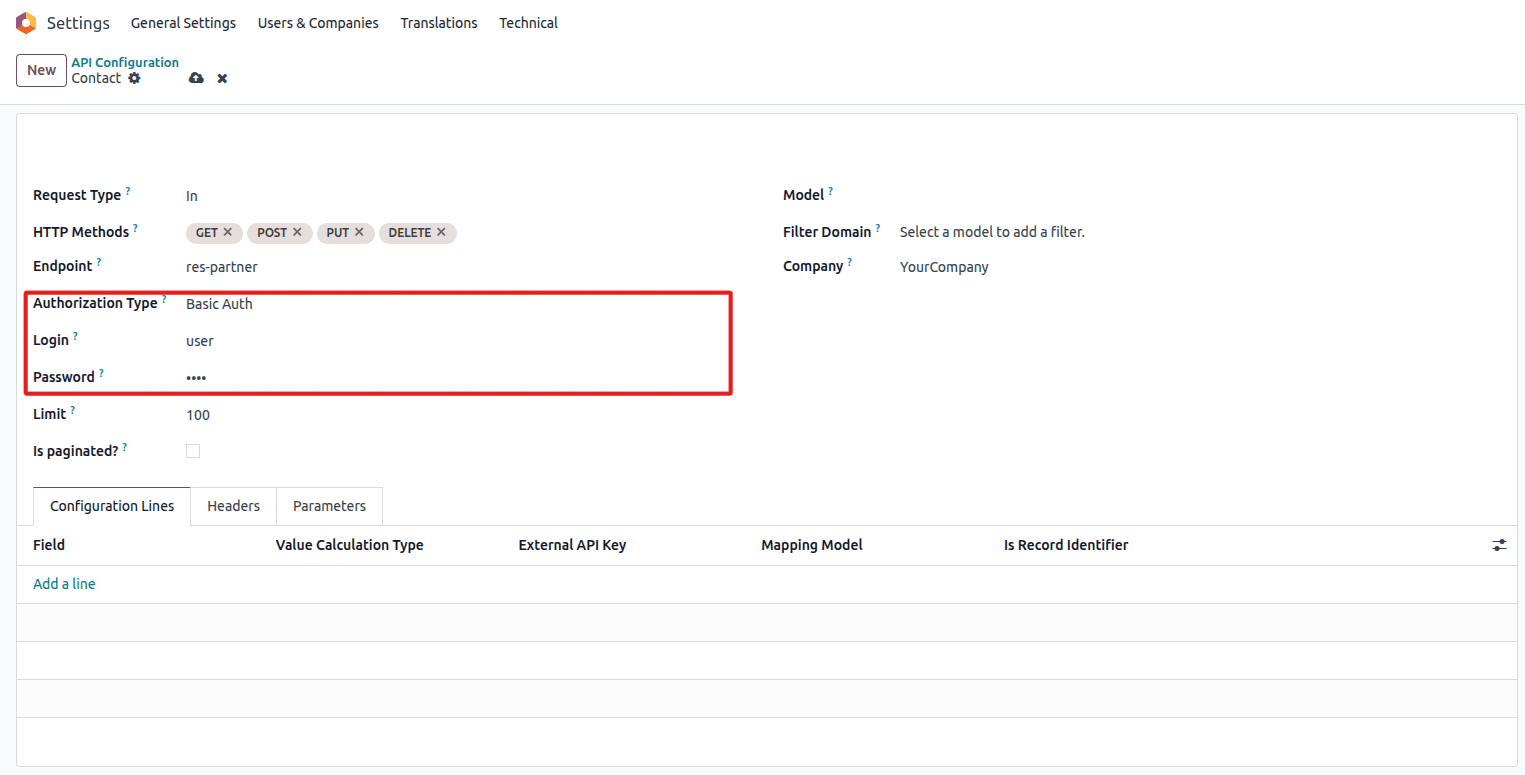 Settings General Settings Users & Companies Translations Technical
New
API Configuration
Contact
Request Type ? In
Model ?
HTTP Methods ? GET × POST × PUT × DELETE ×
Filter Domain ? Select a model to add a filter.
Endpoint ? res-partner
Company ? YourCompany
Authorization Type ? Basic Auth
Login ? user
Password ? ••••
Limit ? 100
Is paginated? ?
Configuration Lines Headers Parameters
Field Value Calculation Type External API Key Mapping Model Is Record Identifier
Add a line